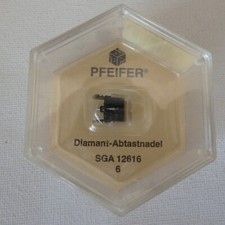 PFEIFER®
Diamant-Abtastnadel
SGA 12616
6